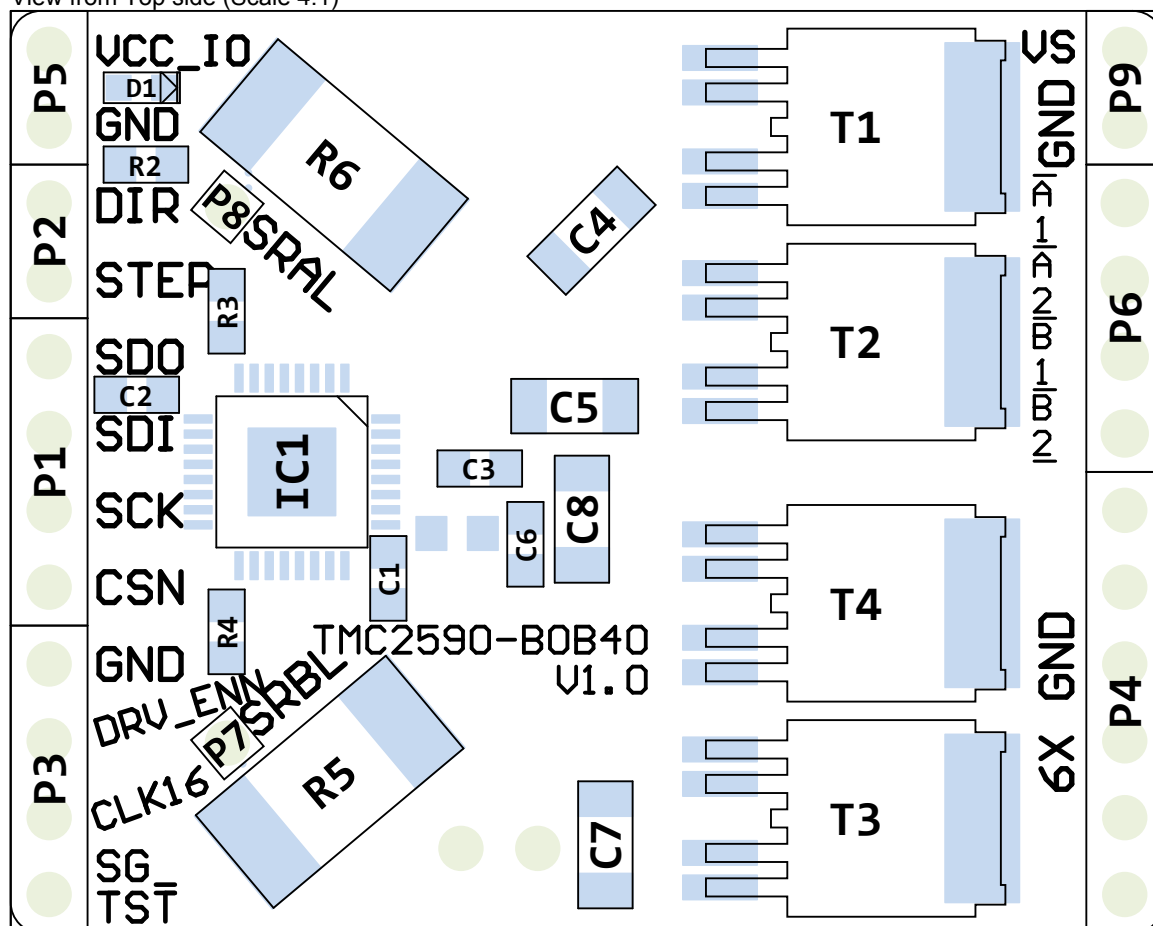 View from Top side (Scale 4:1)
P5
VCC_IO
D1
GND
R2
P2
DIR
P8
SRAL
STEP
R3
R6
C4
T1
VS
GND
P9
A
1
A
2
B
1
B
2
P6
T2
SDO
C2
SDI
P1
SCK
CSN
IC1
C5
C3
C8
C6
C1
R4
GND
TMC2590-BOB40
V1.0
T4
GND
6X
P4
DRV_ENN
P7
SRBL
P3
CLK16
R5
SG_
TST
C7
T3